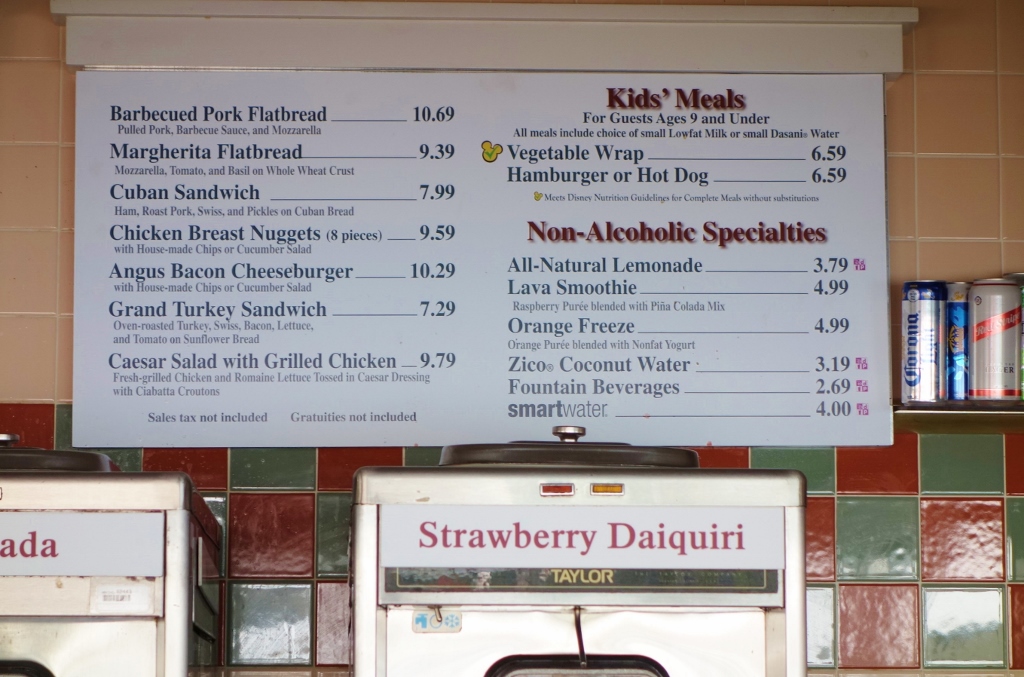 Barbecued Pork Flatbread 10.69
Pulled Pork, Barbecue Sauce, and Mozzarella
Margherita Flatbread 9.39
Mozzarella, Tomato, and Basil on Whole Wheat Crust
Cuban Sandwich 7.99
Ham, Roast Pork, Swiss, and Pickles on Cuban Bread
Chicken Breast Nuggets (8 pieces) 9.59
with House-made Chips or Cucumber Salad
Angus Bacon Cheeseburger 10.29
with House-made Chips or Cucumber Salad
Grand Turkey Sandwich 7.29
Oven-roasted Turkey, Swiss, Bacon, Lettuce,
and Tomato on Sunflower Bread
Caesar Salad with Grilled Chicken 9.79
Fresh-grilled Chicken and Romaine Lettuce Tossed in Caesar Dressing
with Ciabatta Croutons
Sales tax not included Gratuities not included
Kids' Meals
For Guests Ages 9 and Under
All meals include choice of small Lowfat Milk or small Dasani® Water
Vegetable Wrap 6.59
Hamburger or Hot Dog 6.59
Meets Disney Nutrition Guidelines for Complete Meals without substitutions
Non-Alcoholic Specialties
All-Natural Lemonade 3.79
Lava Smoothie 4.99
Raspberry Purée blended with Piña Colada Mix
Orange Freeze 4.99
Orange Purée blended with Nonfat Yogurt
Zico® Coconut Water 3.19
Fountain Beverages 2.69
smartwater 4.00
Corona
ada
Strawberry Daiquiri
TAYLOR